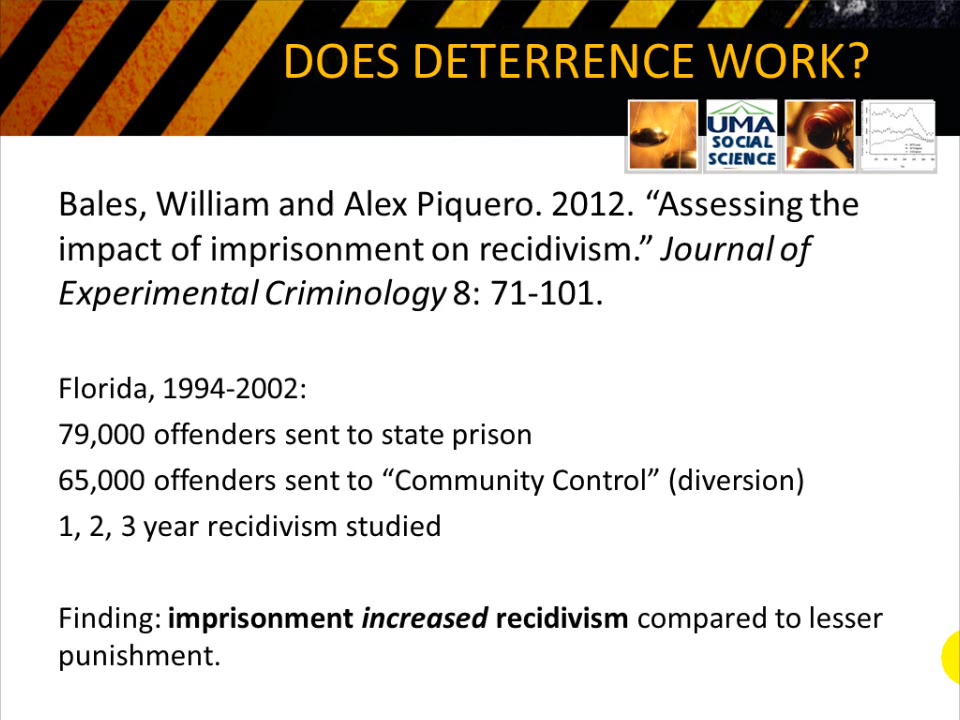 DOES DETERRENCE WORK?
UMA
SOCIAL
SCIENCE
Bales, William and Alex Piquero. 2012. “Assessing the
impact of imprisonment on recidivism.” Journal of
Experimental Criminology 8: 71-101.
Florida, 1994-2002:
79,000 offenders sent to state prison
65,000 offenders sent to “Community Control” (diversion)
1, 2, 3 year recidivism studied
Finding: imprisonment increased recidivism compared to lesser
punishment.